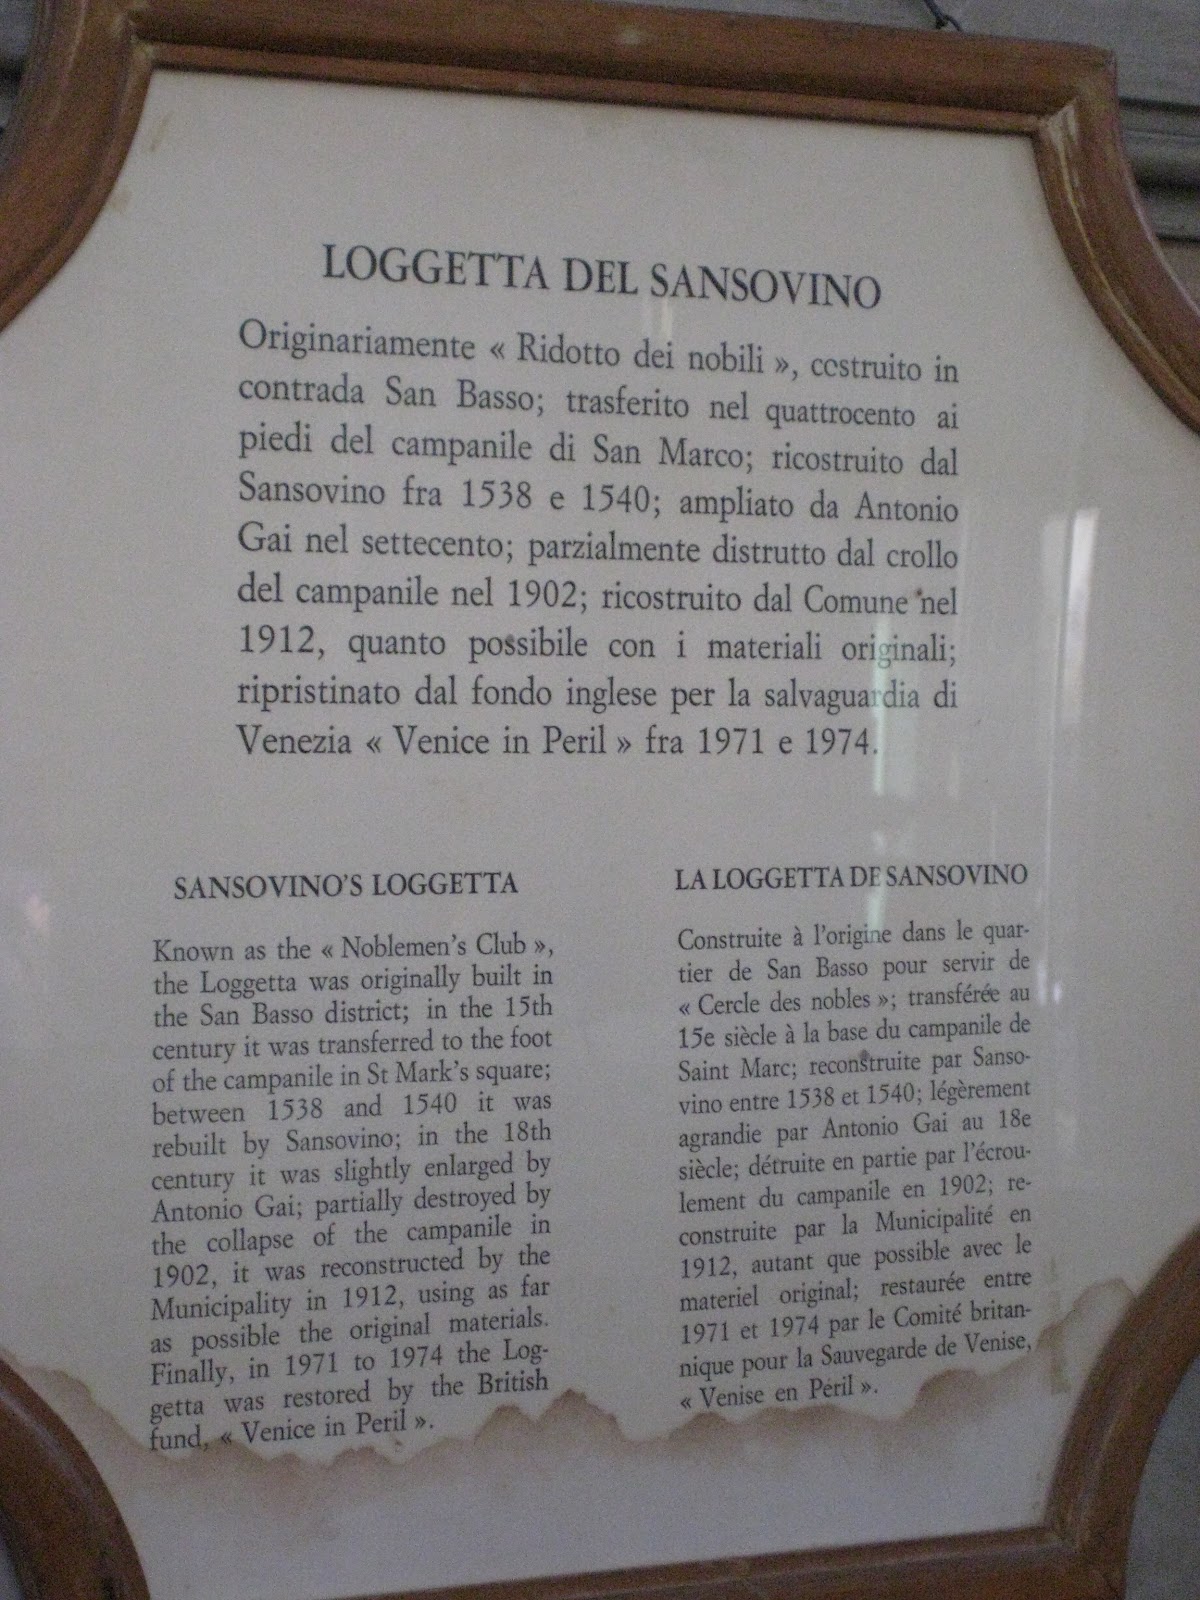 LOGGETTA DEL SANSOVINO
Originariamente « Ridotto dei nobili », costruito in
contrada San Basso; trasferito nel quattrocento ai
piedi del campanile di San Marco; ricostruito dal
Sansovino fra 1538 e 1540; ampliato da Antonio
Gai nel settecento; parzialmente distrutto dal crollo
del campanile nel 1902; ricostruito dal Comune nel
1912, quanto possibile con i materiali originali;
ripristinato dal fondo inglese per la salvaguardia di
Venezia « Venice in Peril » fra 1971 e 1974.
SANSOVINO'S LOGGETTA
Known as the « Noblemen's Club »,
the Loggetta was originally built in
the San Basso district; in the 15th
century it was transferred to the foot
of the campanile in St Mark's square;
between 1538 and 1540 it was
rebuilt by Sansovino; in the 18th
century it was slightly enlarged by
Antonio Gai; partially destroyed by
the collapse of the campanile in
1902, it was reconstructed by the
Municipality in 1912, using as far
as possible the original materials.
Finally, in 1971 to 1974 the Log-
getta was restored by the British
fund, « Venice in Peril ».
LA LOGGETTA DE SANSOVINO
Construite à l'origine dans le quar-
tier de San Basso pour servir de
« Cercle des nobles »; transférée au
15e siècle à la base du campanile de
Saint Marc; reconstruite par Sanso-
vino entre 1538 et 1540; légèrement
agrandie par Antonio Gai au 18e
siècle; détruite en partie par l'écrou-
lement du campanile en 1902; re-
construite par la Municipalité en
1912, autant que possible avec le
materiel original; restaurée entre
1971 et 1974 par le Comité britan-
nique pour la Sauvegarde de Venise,
« Venise en Péril ».